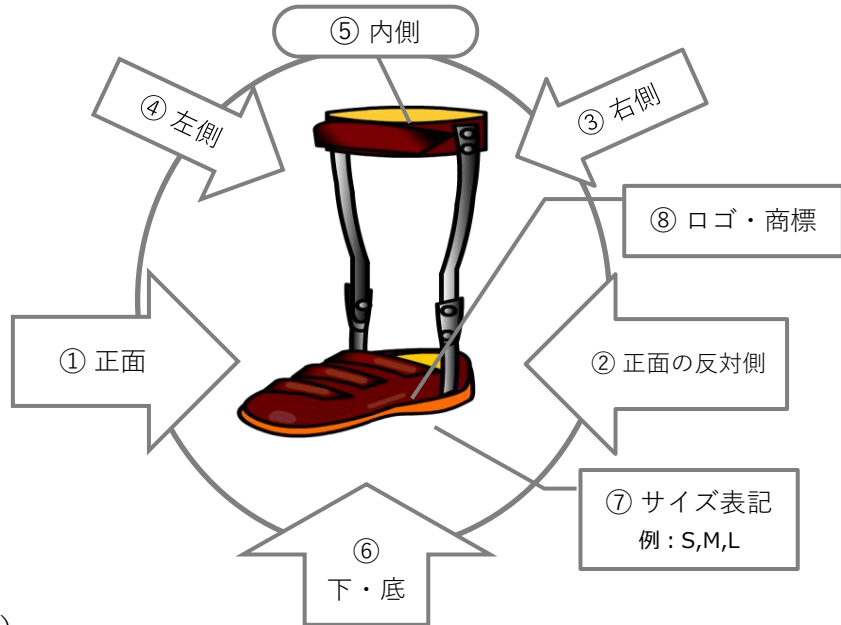 ⑤ 内側
④ 左側
③ 右側
⑧ ロゴ・商標
① 正面
② 正面の反対側
⑦ サイズ表記
例：S,M,L
⑥
下・底
）